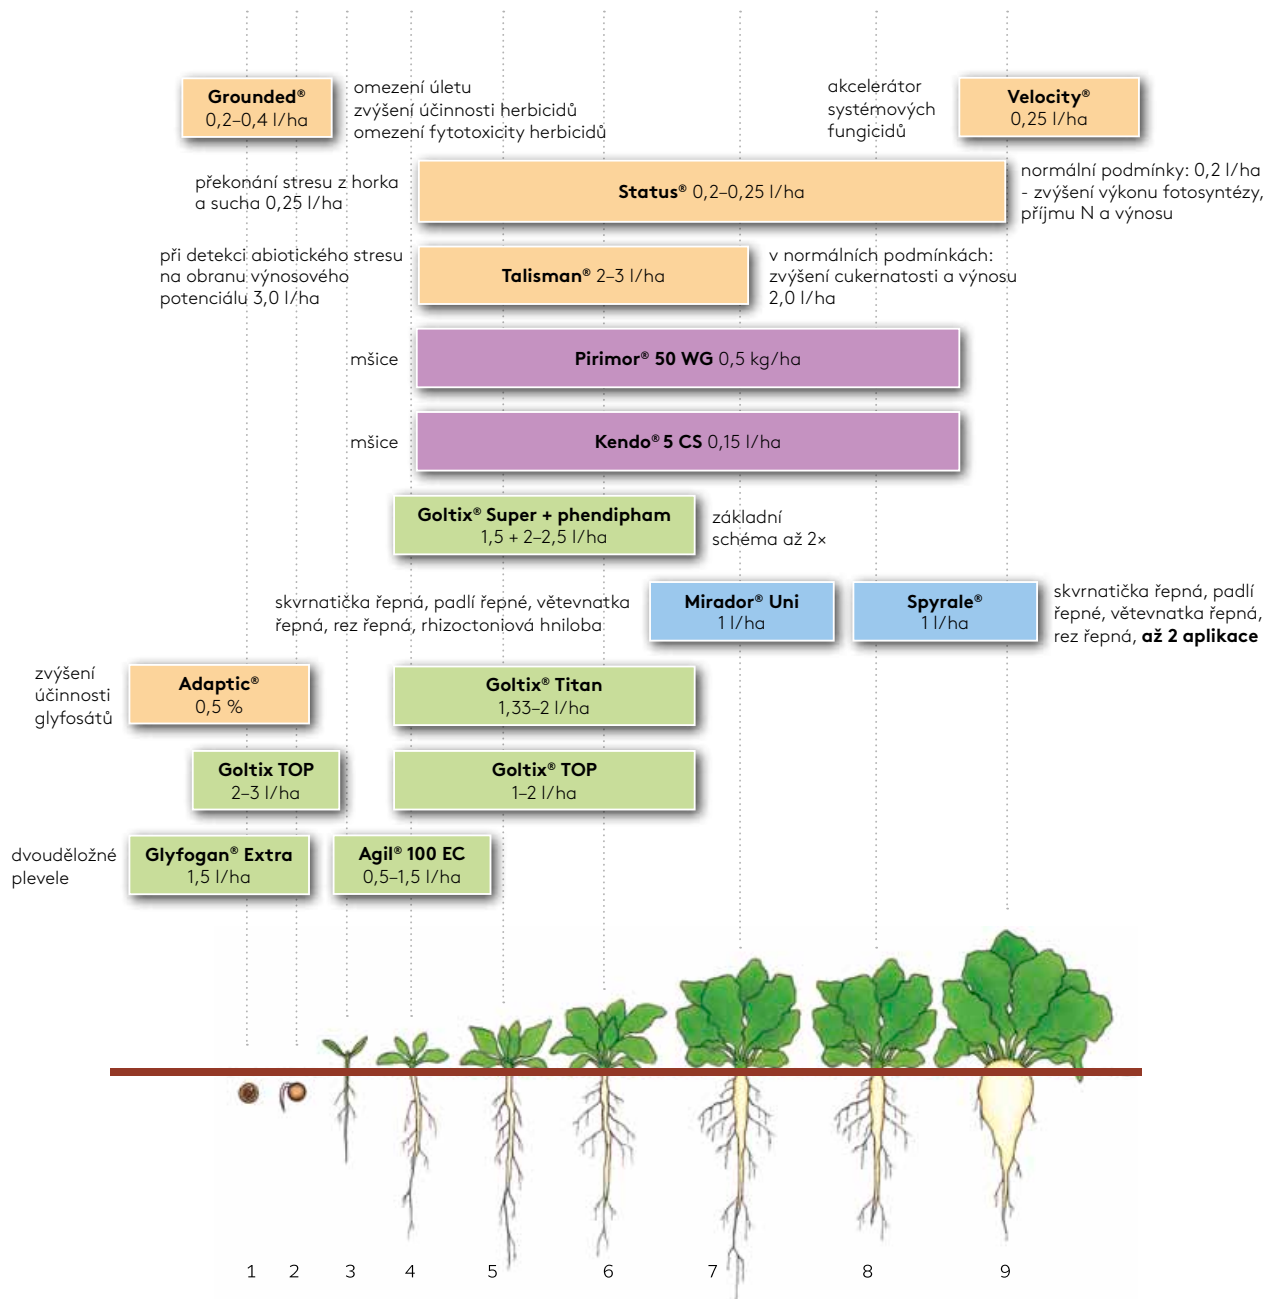 Grounded®
0,2–0,4 l/ha
omezení úletu
zvýšení účinnosti herbicidů
omezení fytotoxicity herbicidů
akcelerátor
systémových
fungicidů
Velocity®
0,25 l/ha
překonání stresu z horka
a sucha 0,25 l/ha
Status® 0,2–0,25 l/ha
normální podmínky: 0,2 l/ha
- zvýšení výkonu fotosyntézy,
příjmu N a výnosu
při detekci abiotického stresu
na obranu výnosového
potenciálu 3,0 l/ha
Talisman® 2–3 l/ha
v normálních podmínkách:
zvýšení cukernatosti a výnosu
2,0 l/ha
mšice
Pirimor® 50 WG 0,5 kg/ha
mšice
Kendo® 5 CS 0,15 l/ha
Goltix® Super + phendipham
1,5 + 2–2,5 l/ha
základní
schéma až 2×
skvrnatička řepná, padlí řepné, větevnatka
řepná, rez řepná, rhizoctoniová hniloba
Mirador® Uni
1 l/ha
Spyrale®
1 l/ha
skvrnatička řepná, padlí
řepné, větevnatka řepná,
rez řepná, až 2 aplikace
zvýšení
účinnosti
glyfosátů
Adaptic®
0,5 %
Goltix® Titan
1,33–2 l/ha
Goltix TOP
2–3 l/ha
Goltix® TOP
1–2 l/ha
dvouděložné
plevele
Glyfogan® Extra
1,5 l/ha
Agil® 100 EC
0,5–1,5 l/ha
1 2 3 4 5 6 7 8 9